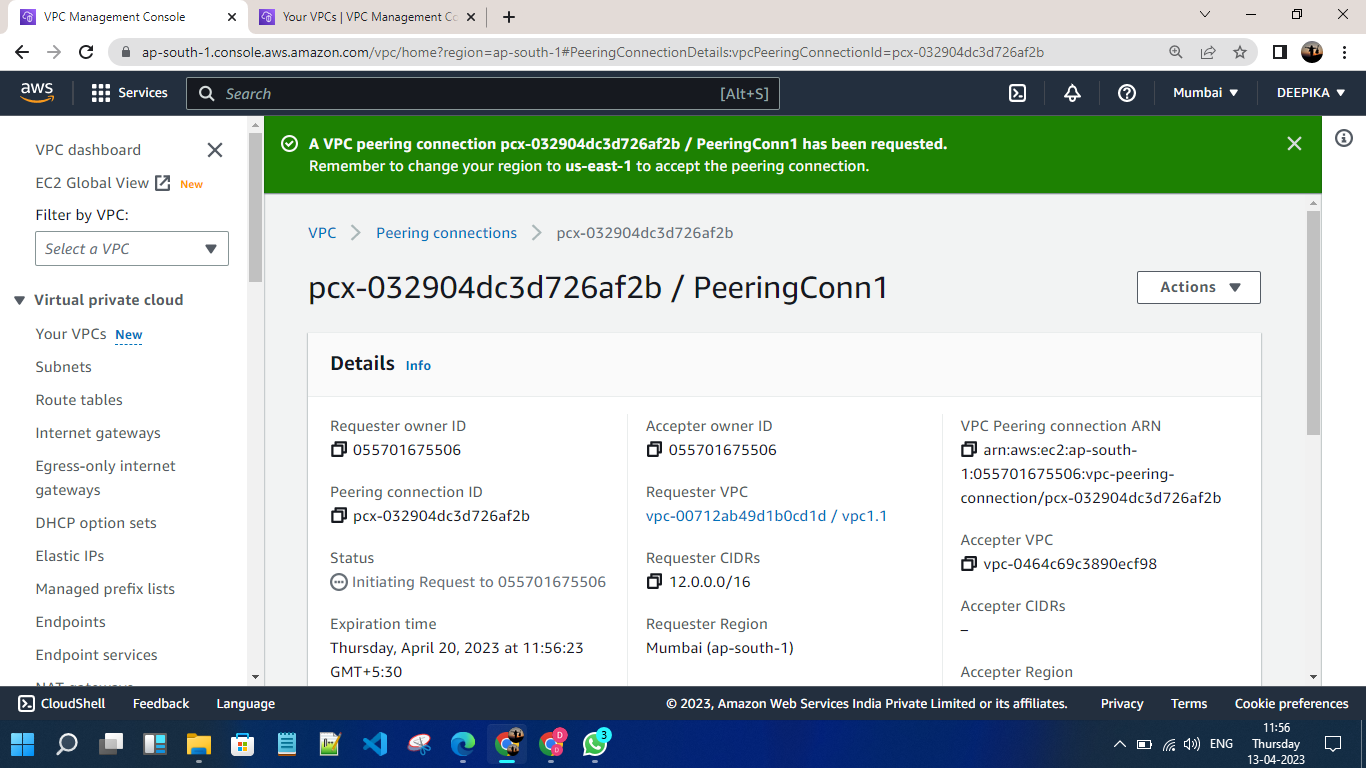 VPC Management Console
Your VPCs | VPC Management Co
ap-south-1.console.aws.amazon.com/vpc/home?region=ap-south-1#PeeringConnectionDetails:vpcPeeringConnectionId=pcx-032904dc3d726af2b
aws
Services
Search
[Alt+S]
Mumbai
DEEPIKA
VPC dashboard
EC2 Global View New
Filter by VPC:
Select a VPC
Virtual private cloud
Your VPCs New
Subnets
Route tables
Internet gateways
Egress-only internet
gateways
DHCP option sets
Elastic IPs
Managed prefix lists
Endpoints
Endpoint services
NAT gateways
A VPC peering connection pcx-032904dc3d726af2b / PeeringConn1 has been requested.
Remember to change your region to us-east-1 to accept the peering connection.
VPC
Peering connections
pcx-032904dc3d726af2b
pcx-032904dc3d726af2b / PeeringConn1
Actions
Details Info
Requester owner ID
055701675506
Peering connection ID
pcx-032904dc3d726af2b
Status
Initiating Request to 055701675506
Expiration time
Thursday, April 20, 2023 at 11:56:23
GMT+5:30
Accepter owner ID
055701675506
Requester VPC
vpc-00712ab49d1b0cd1d / vpc1.1
Requester CIDRs
12.0.0.0/16
Requester Region
Mumbai (ap-south-1)
VPC Peering connection ARN
arn:aws:ec2:ap-south-
1:055701675506:vpc-peering-
connection/pcx-032904dc3d726af2b
Accepter VPC
vpc-0464c69c3890ecf98
Accepter CIDRs
–
Accepter Region
CloudShell
Feedback
Language
© 2023, Amazon Web Services India Private Limited or its affiliates.
Privacy
Terms
Cookie preferences
D
D
3
ENG
11:56
Thursday
13-04-2023